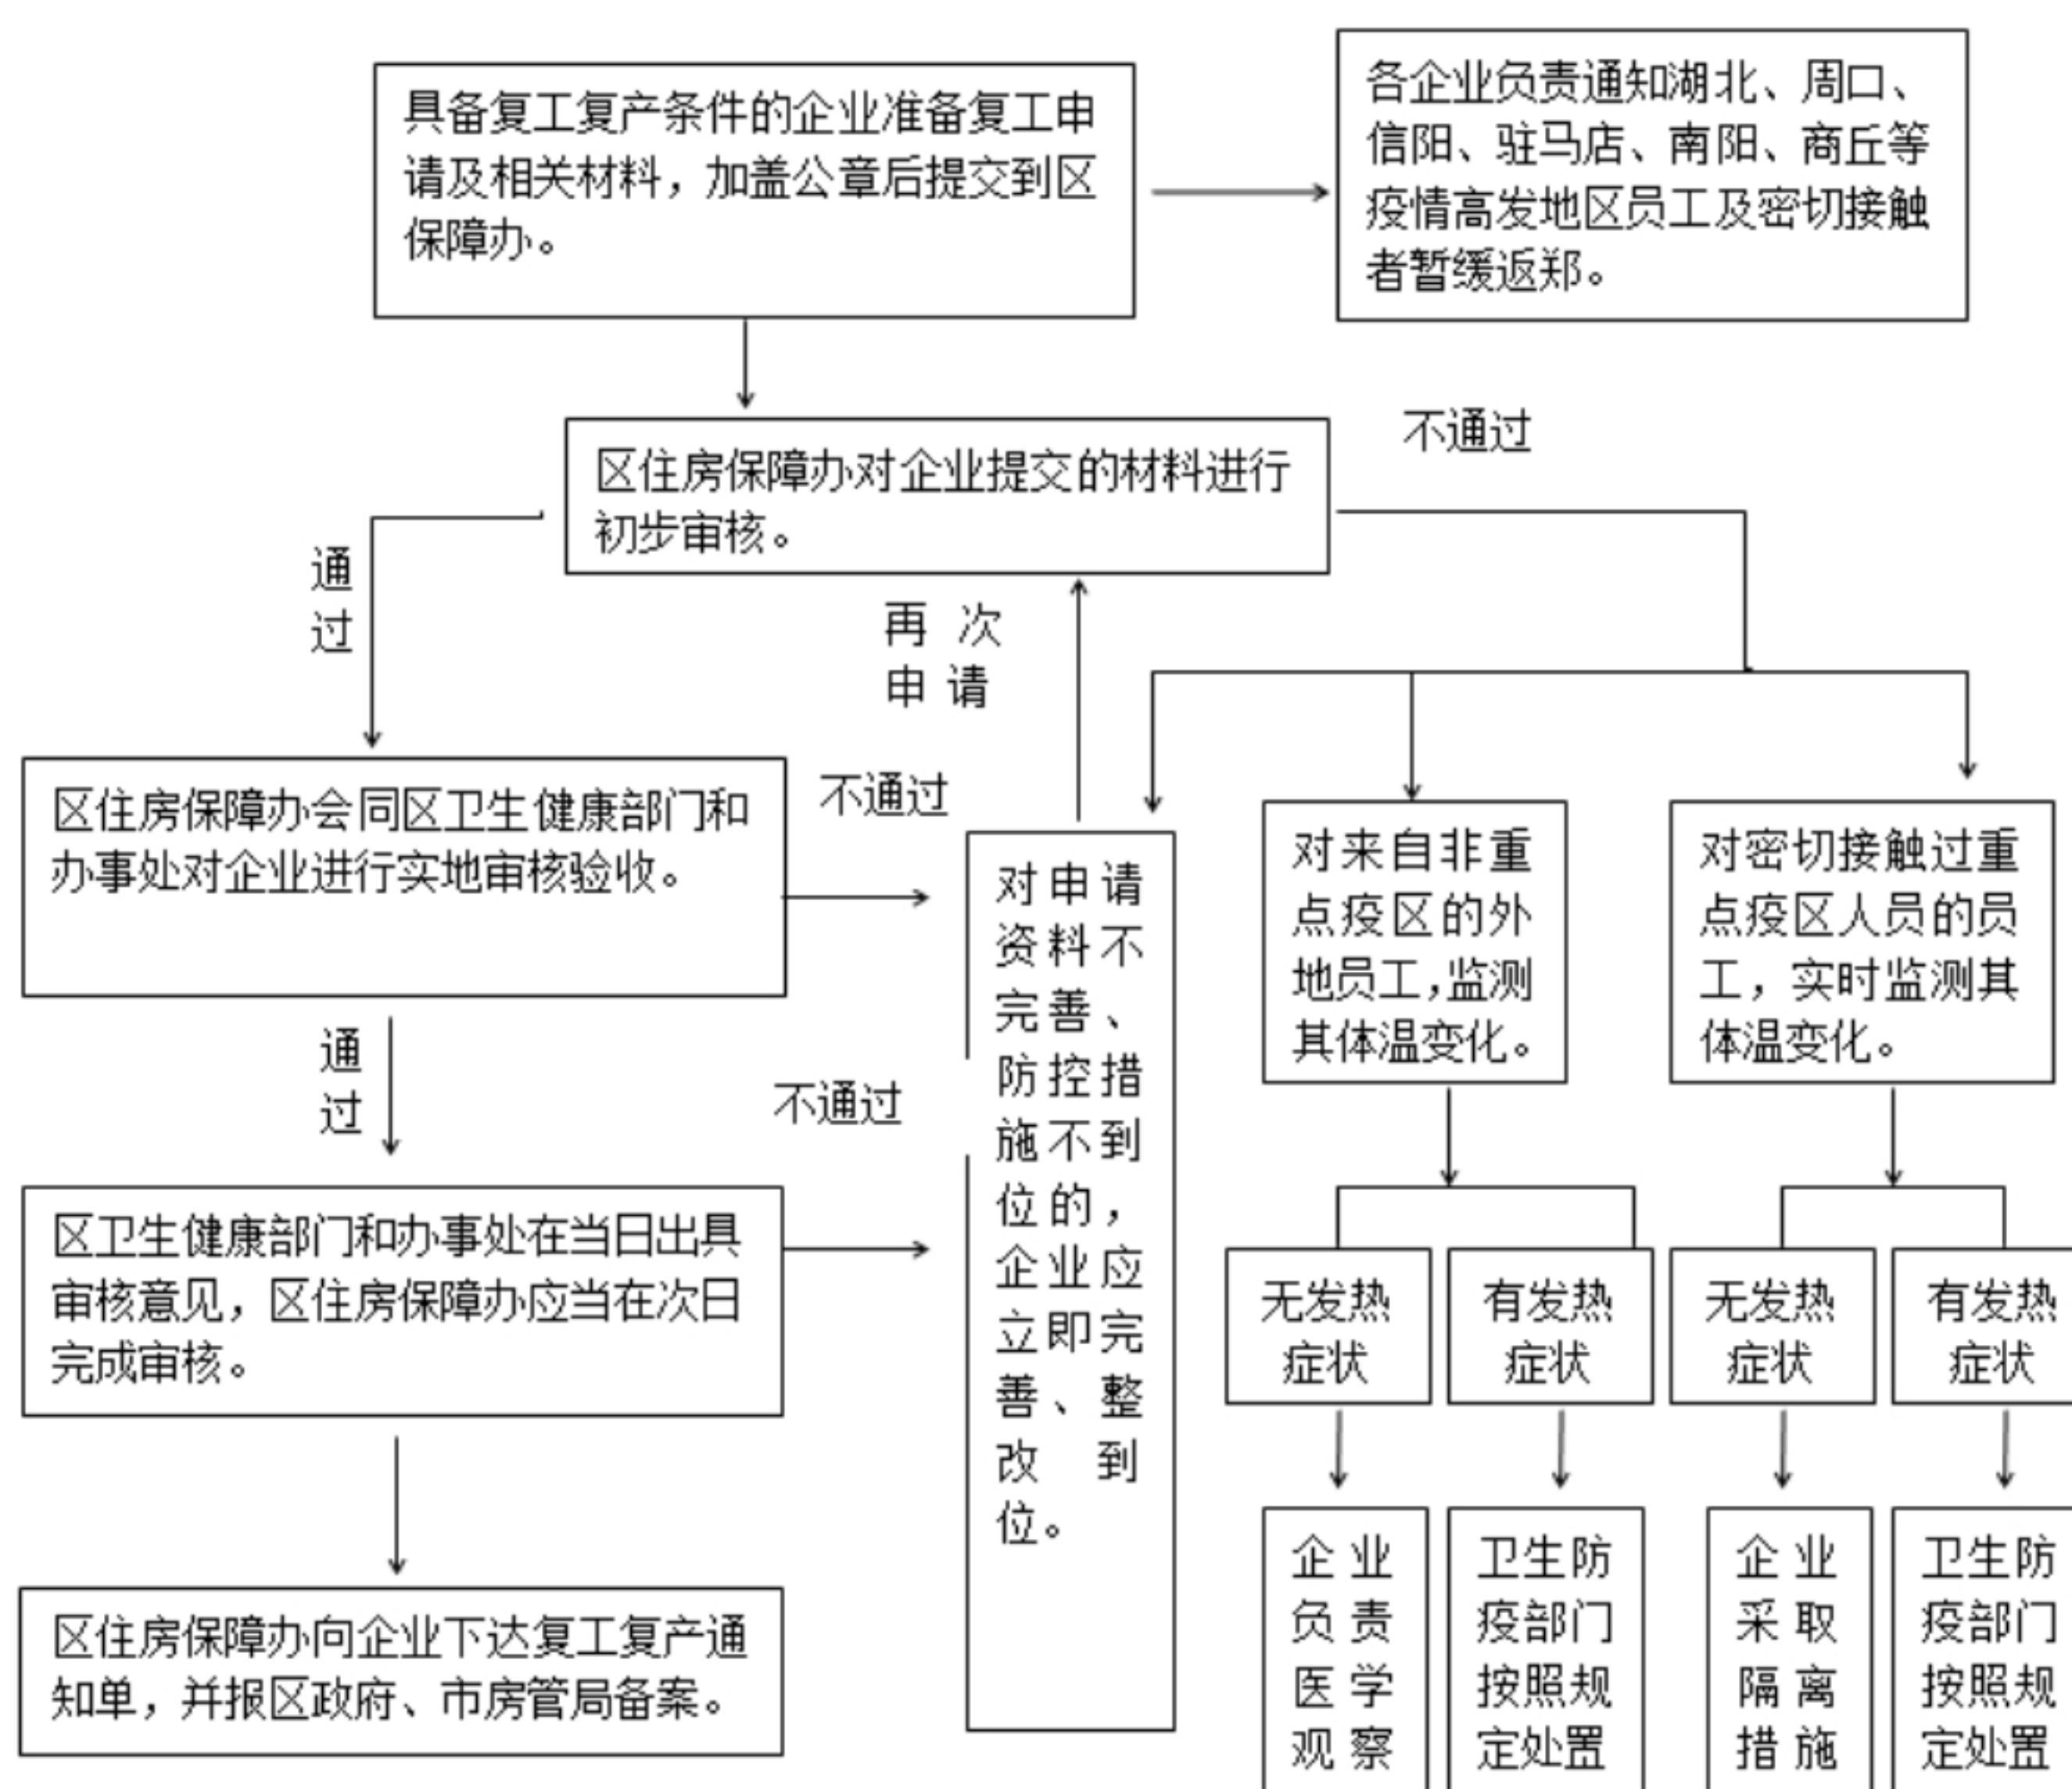 具备复工复产条件的企业准备复工申
请及相关材料，加盖公章后提交到区
保障办。
各企业负责通知湖北、周口、
信阳、驻马店、南阳、商丘等
疫情高发地区员工及密切接触
者暂缓返郑。
区住房保障办对企业提交的材料进行
初步审核。
不通过
通
过
再 次
申 请
区住房保障办会同区卫生健康部门和
办事处对企业进行实地审核验收。
不通过
通
过
不通过
区卫生健康部门和办事处在当日出具
审核意见，区住房保障办应当在次日
完成审核。
区住房保障办向企业下达复工复产通
知单，并报区政府、市房管局备案。
对申请
资料不
完善、
防控措
施不到
位的，
企业应
立即完
善、整
改 到
位。
对来自非重
点疫区的外
地员工,监测
其体温变化。
对密切接触过重
点疫区人员的员
工，实时监测其
体温变化。
无发热
症状
有发热
症状
无发热
症状
有发热
症状
企 业
负 责
医 学
观 察
卫生防
疫部门
按照规
定处置
企 业
采 取
隔 离
措 施
卫生防
疫部门
按照规
定处置